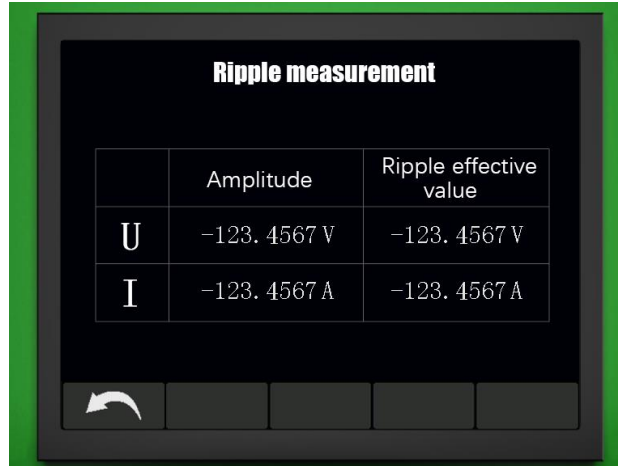 Ripple measurement
Amplitude
Ripple effective
value
U
-123.4567V
-123.4567V
I
-123.4567A
-123.4567A